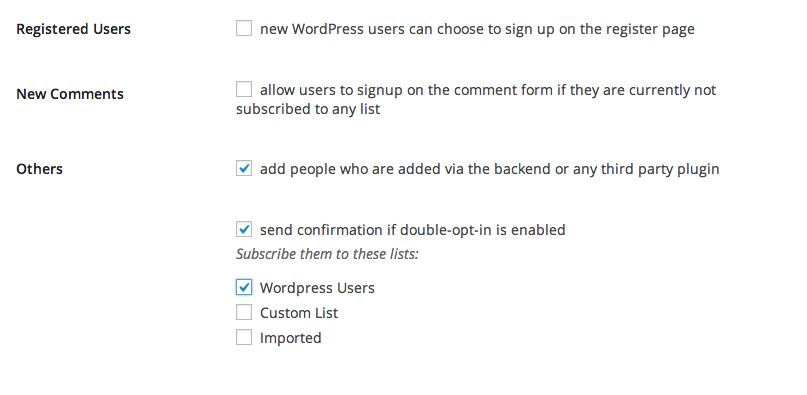 Registered Users
new WordPress users can choose to sign up on the register page
New Comments
allow users to signup on the comment form if they are currently not
subscribed to any list
Others
add people who are added via the backend or any third party plugin
send confirmation if double-opt-in is enabled
Subscribe them to these lists:
Wordpress Users
Custom List
Imported